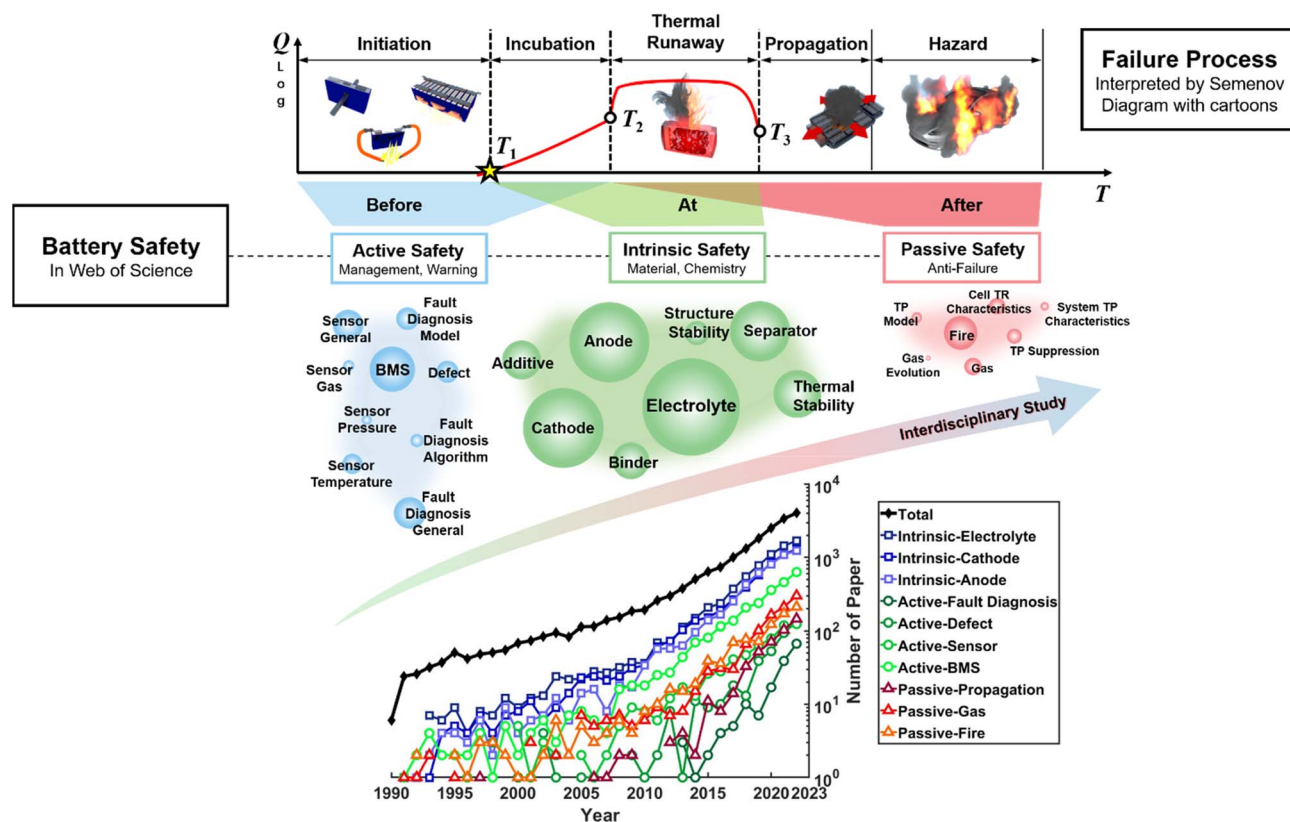 Q
Log
Initiation
Incubation
Thermal
Runaway
Propagation
Hazard
T1
T2
T3
T
Failure Process
Interpreted by Semenov
Diagram with cartoons
Before
At
After
Battery Safety
In Web of Science
Active Safety
Management, Warning
Intrinsic Safety
Material, Chemistry
Passive Safety
Anti-Failure
Sensor
General
Fault
Diagnosis
Model
Sensor
Gas
BMS
Defect
Sensor
Pressure
Fault
Diagnosis
Algorithm
Sensor
Temperature
Fault
Diagnosis
General
Additive
Anode
Structure
Stability
Separator
Cathode
Electrolyte
Thermal
Stability
Binder
TP
Model
Cell TR
Characteristics
System TP
Characteristics
Fire
TP Suppression
Gas
Evolution
Gas
Interdisciplinary Study
Total
Intrinsic-Electrolyte
Intrinsic-Cathode
Intrinsic-Anode
Active-Fault Diagnosis
Active-Defect
Active-Sensor
Active-BMS
Passive-Propagation
Passive-Gas
Passive-Fire
10^4
10^3
10^2
10^1
10^0
Number of Paper
1990 1995 2000 2005 2010 2015 2020 2023
Year